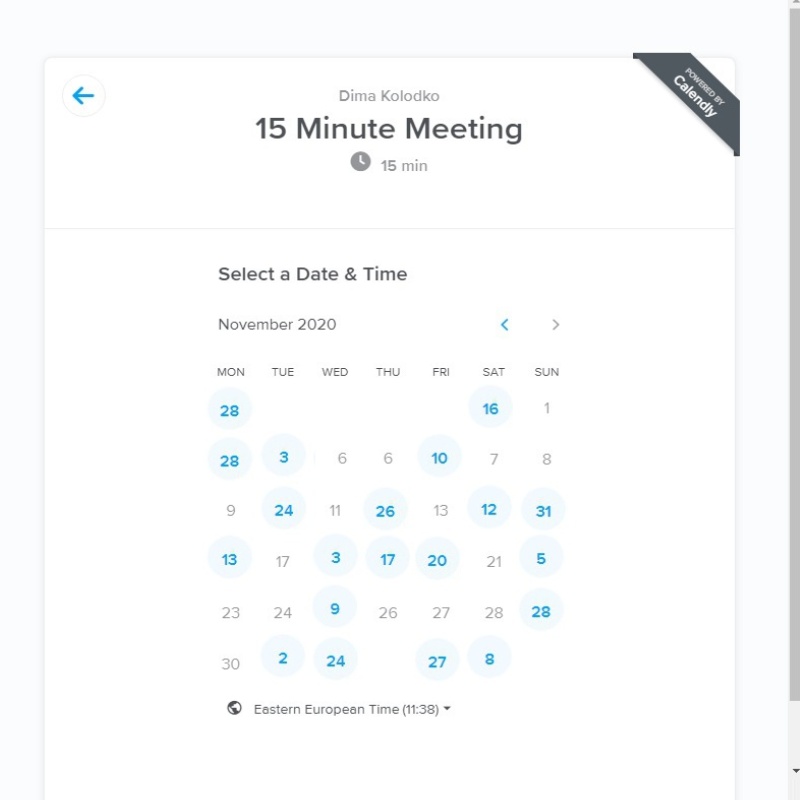 POWERED BY
Calendly
Dima Kolodko
15 Minute Meeting
15 min
Select a Date & Time
November 2020
MON TUE WED THU FRI SAT SUN
28 16 1
28 3 6 6 10 7 8
9 24 11 26 13 12 31
13 17 3 17 20 21 5
23 24 9 26 27 28 28
30 2 24 27 8
Eastern European Time (11:38)